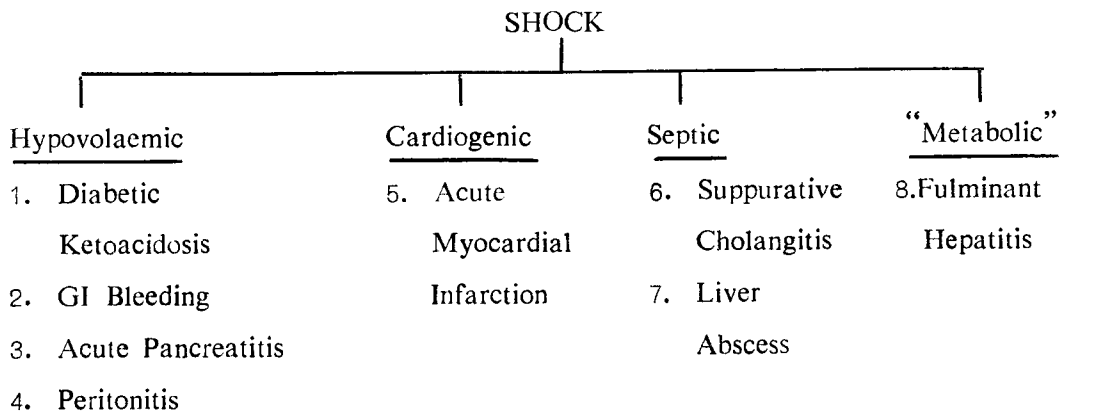 SHOCK
Hypovolaemic
1. Diabetic
Ketoacidosis
2. GI Bleeding
3. Acute Pancreatitis
4. Peritonitis
Cardiogenic
5. Acute
Myocardial
Infarction
Septic
6. Suppurative
Cholangitis
7. Liver
Abscess
“Metabolic”
8.Fulminant
Hepatitis